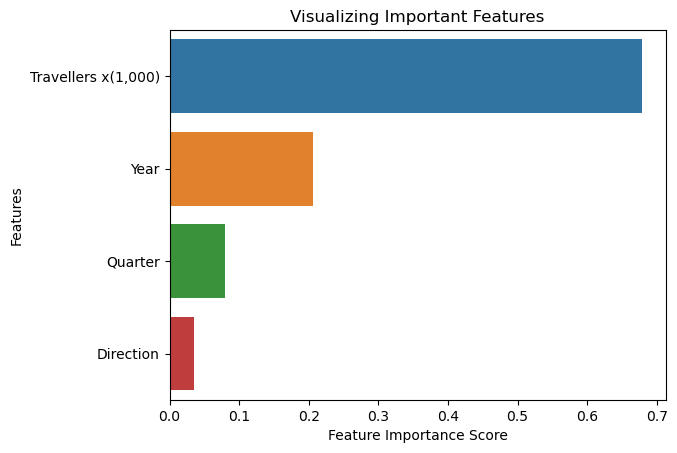 Visualizing Important Features
Travellers x(1,000)
Year
Quarter
Direction
Features
0.0 0.1 0.2 0.3 0.4 0.5 0.6 0.7
Feature Importance Score